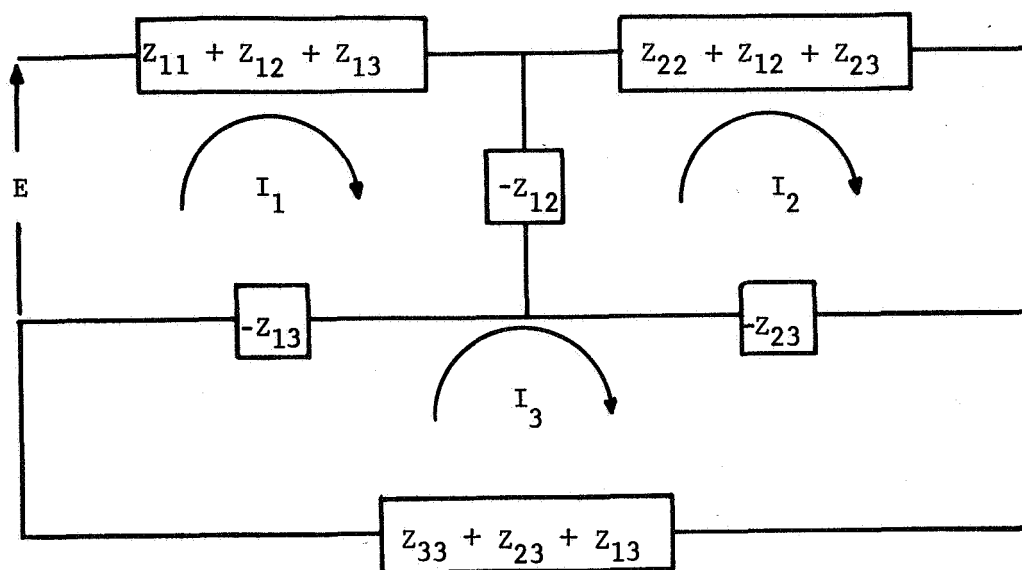 Z11 + Z12 + Z13
Z22 + Z12 + Z23
E
I1
-Z12
I2
-Z13
-Z23
I3
Z33 + Z23 + Z13